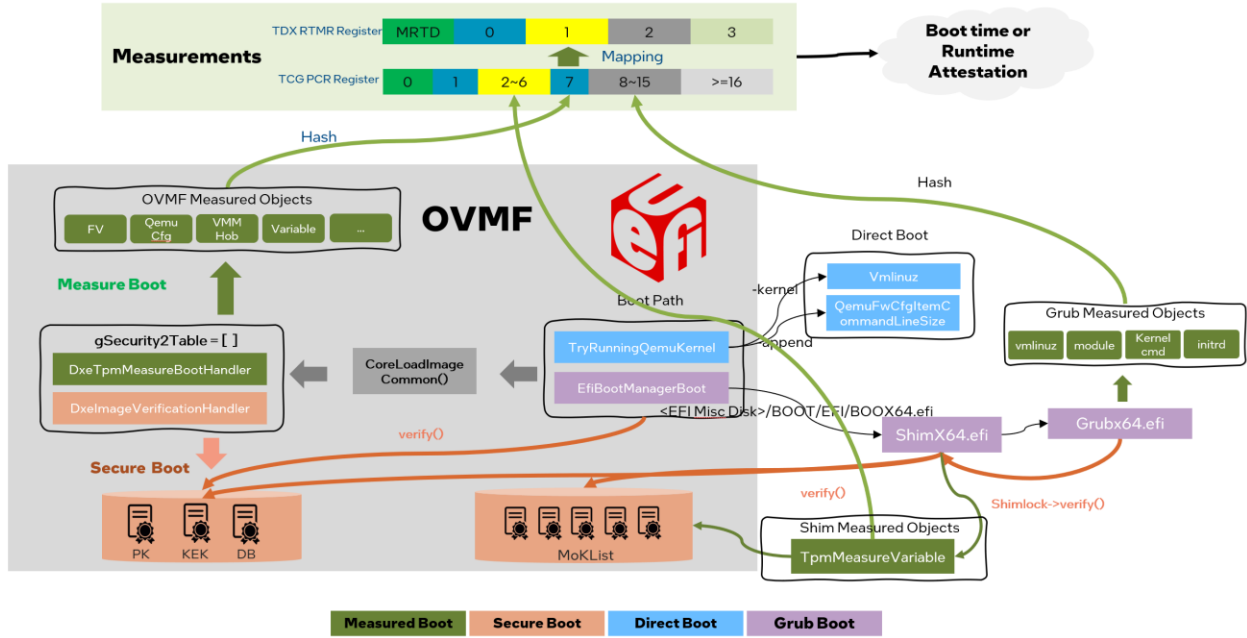 TDX RTMR Register
MRTD
0
1
2
3
Measurements
Mapping
TCG PCR Register
0
1
2~6
7
8~15
>=16
Boot time or
Runtime
Attestation
Hash
Hash
OVMF Measured Objects
FV
Qemu
Cfg
VMM
Hob
Variable
...
OVMF
UEFI
Measure Boot
Direct Boot
Vmlinuz
QemuFwCfgItemC
ommandLineSize
-kernel
-append
Boot Path
TryRunningQemuKernel
EfiBootManagerBoot
gSecurity2Table = [ ]
DxeTpmMeasureBootHandler
DxeImageVerificationHandler
CoreLoadImage
Common()
Grub Measured Objects
vmlinuz
module
Kernel
cmd
initrd
<EFI Misc Disk>/BOOT/EFI/BOOX64.efi
ShimX64.efi
Grubx64.efi
verify()
Secure Boot
PK
KEK
DB
MoKList
verify()
Shimlock->verify()
Shim Measured Objects
TpmMeasureVariable
Measured Boot
Secure Boot
Direct Boot
Grub Boot